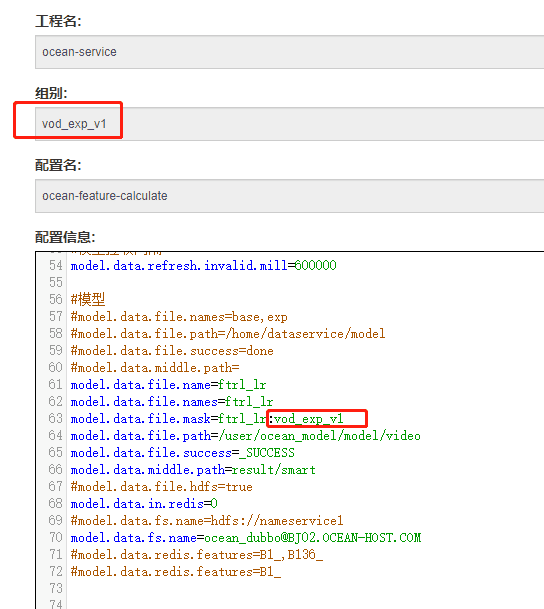 工程名:
ocean-service
组别:
vod_exp_v1
配置名:
ocean-feature-calculate
配置信息:
54 model.data.refresh.invalid.mill=600000
55
56 #模型
57 #model.data.file.names=base,exp
58 #model.data.file.path=/home/dataservice/model
59 #model.data.file.success=done
60 #model.data.middle.path=
61 model.data.file.name=ftrl_lr
62 model.data.file.names=ftrl_lr
63 model.data.file.mask=ftrl_lr:vod_exp_v1
64 model.data.file.path=/user/ocean_model/model/video
65 model.data.file.success=_SUCCESS
66 model.data.middle.path=result/smart
67 #model.data.file.hdfs=true
68 model.data.in.redis=0
69 #model.data.fs.name=hdfs://nameservice1
70 model.data.fs.name=ocean_dubbo@BJ02.OCEAN-HOST.COM
71 #model.data.redis.features=B1_,B136_
72 #model.data.redis.features=B1_
73
74